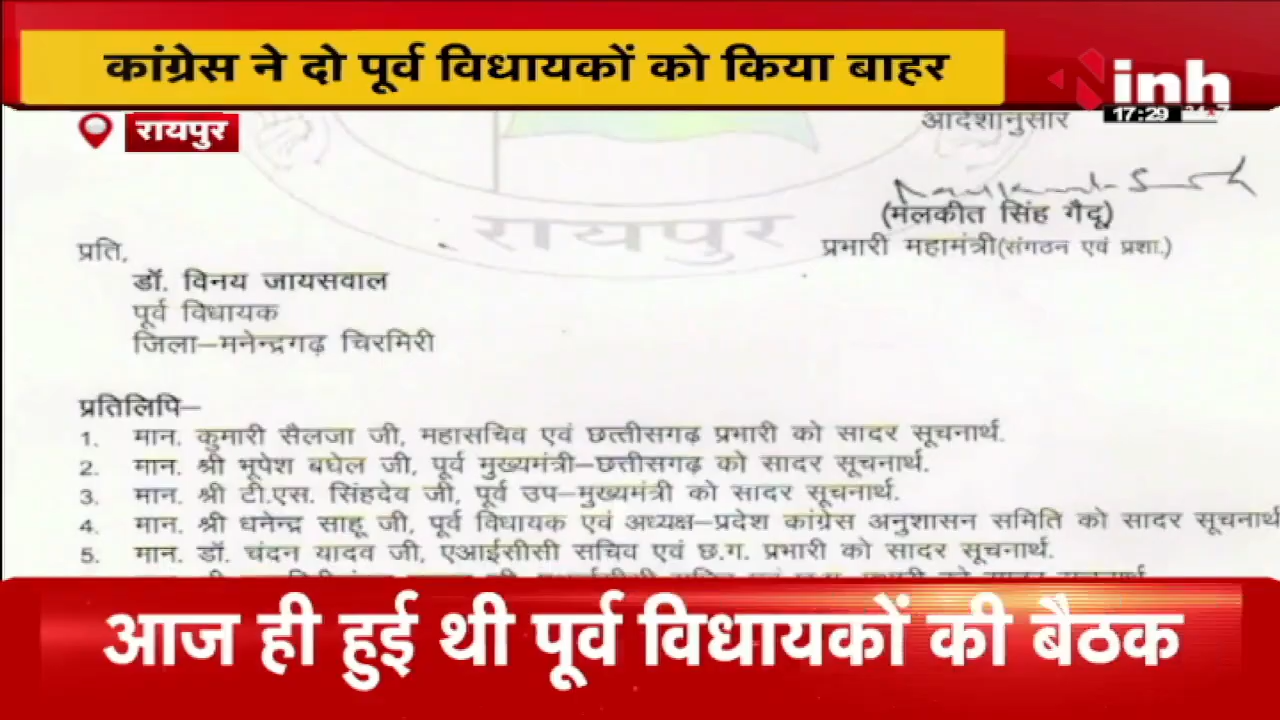 कांग्रेस ने दो पूर्व विधायकों को किया बाहर
inh
17:29 24x7
रायपुर
आदेशानुसार
रायपुर
(मलकीत सिंह गैदू)
प्रभारी महामंत्री(संगठन एवं प्रशा.)
प्रति,
डॉ. विनय जायसवाल
पूर्व विधायक
जिला–मनेन्द्रगढ़ चिरमिरी
प्रतिलिपि–
1. मान. कुमारी सैलजा जी, महासचिव एवं छत्तीसगढ़ प्रभारी को सादर सूचनार्थ.
2. मान. श्री भूपेश बघेल जी, पूर्व मुख्यमंत्री–छत्तीसगढ़ को सादर सूचनार्थ.
3. मान. श्री टी.एस. सिंहदेव जी, पूर्व उप–मुख्यमंत्री को सादर सूचनार्थ.
4. मान. श्री धनेन्द्र साहू जी, पूर्व विधायक एवं अध्यक्ष–प्रदेश कांग्रेस अनुशासन समिति को सादर सूचनार्थ
5. मान. डॉ. चंदन यादव जी, एआईसीसी सचिव एवं छ.ग. प्रभारी को सादर सूचनार्थ.
आज ही हुई थी पूर्व विधायकों की बैठक